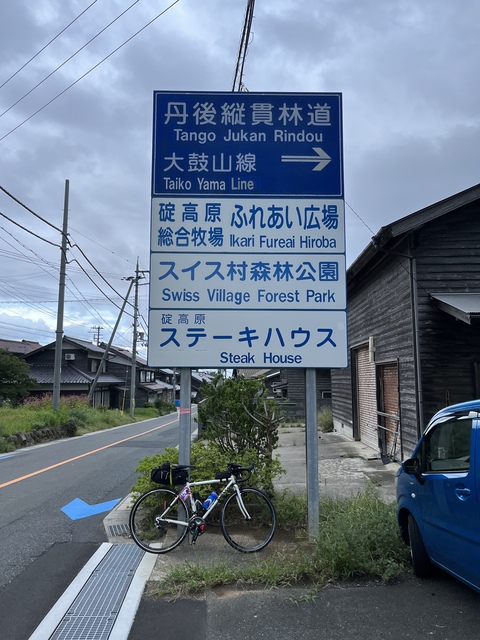 丹後縦貫林道
Tango Jukan Rindou
大鼓山線
Taiko Yama Line
碇高原 ふれあい広場
総合牧場 Ikari Fureai Hiroba
スイス村森林公園
Swiss Village Forest Park
碇高原
ステーキハウス
Steak House